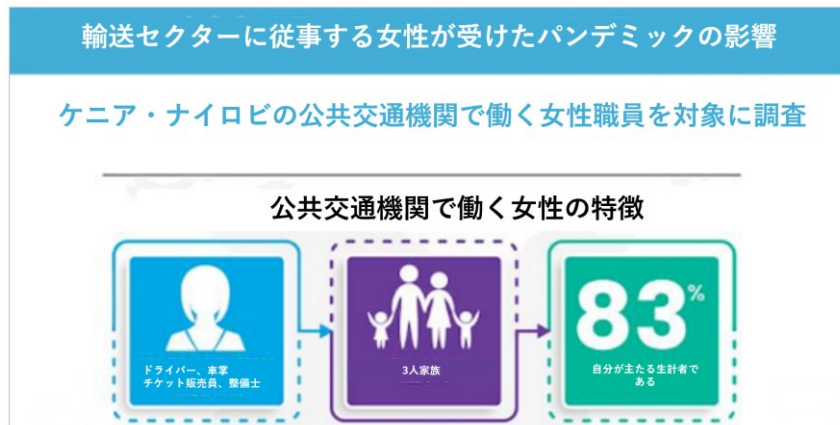 輸送セクターに従事する女性が受けたパンデミックの影響
ケニア・ナイロビの公共交通機関で働く女性職員を対象に調査
公共交通機関で働く女性の特徴
ドライバー、車掌
チケット販売員、整備士
3人家族
83%
自分が主たる生計者で
ある